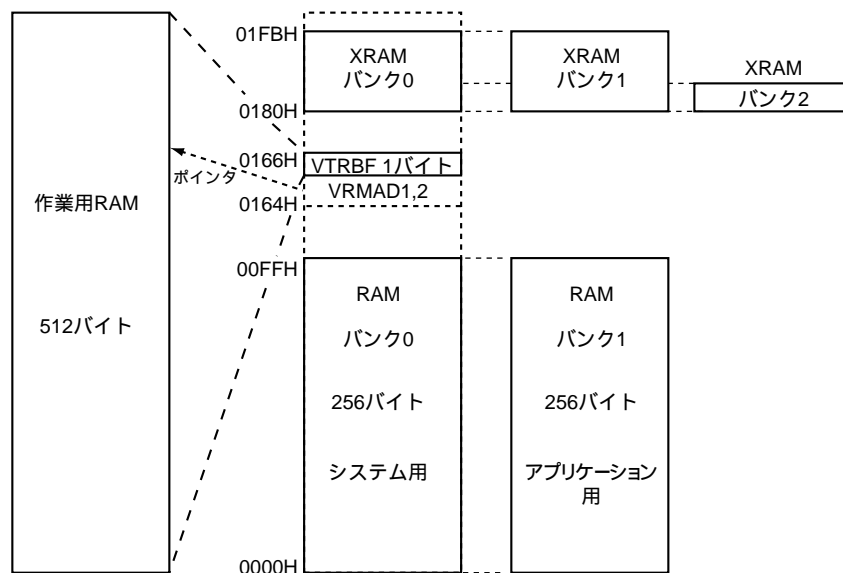 01FBH
XRAM
バンク0
XRAM
バンク1
XRAM
バンク2
0180H
0166H
VTRBF 1バイト
ポインタ
VRMAD1,2
0164H
作業用RAM
512バイト
00FFH
RAM
バンク0
256バイト
システム用
RAM
バンク1
256バイト
アプリケーション
用
0000H